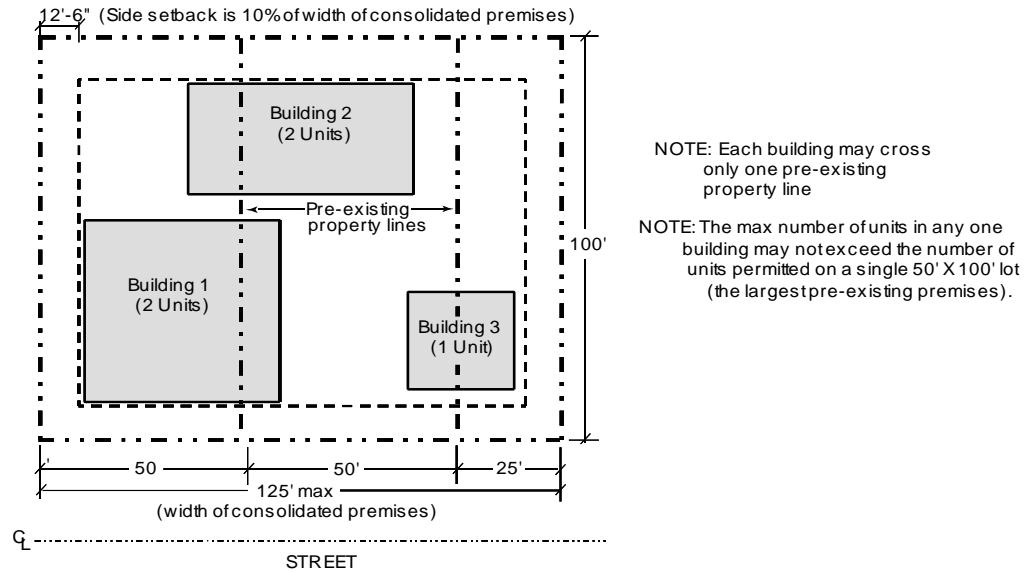 12'-6" (Side setback is 10% of width of consolidated premises)
Building 2
(2 Units)
NOTE: Each building may cross
only one pre-existing
property line
Pre-existing
property lines
NOTE: The max number of units in any one
building may not exceed the number of
units permitted on a single 50' X 100' lot
(the largest pre-existing premises).
100'
Building 1
(2 Units)
Building 3
(1 Unit)
' 50 50' 25'
125' max
(width of consolidated premises)
CL
STREET